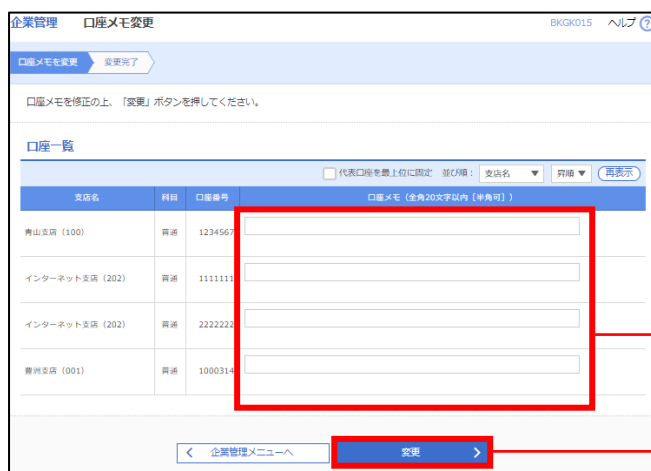 企業管理 口座メモ変更 BKGK015 ヘルプ ?
口座メモを変更 変更完了
口座メモを修正の上、「変更」ボタンを押してください。
口座一覧
代表口座を最上位に固定 並び順： 支店名 ▼ 昇順 ▼ 再表示
支店名 科目 口座番号 口座メモ（全角20文字以内［半角可］）
青山支店（100） 普通 1234567
インターネット支店（202） 普通 1111111
インターネット支店（202） 普通 2222222
豊洲支店（001） 普通 1000314
企業管理メニューへ 変更